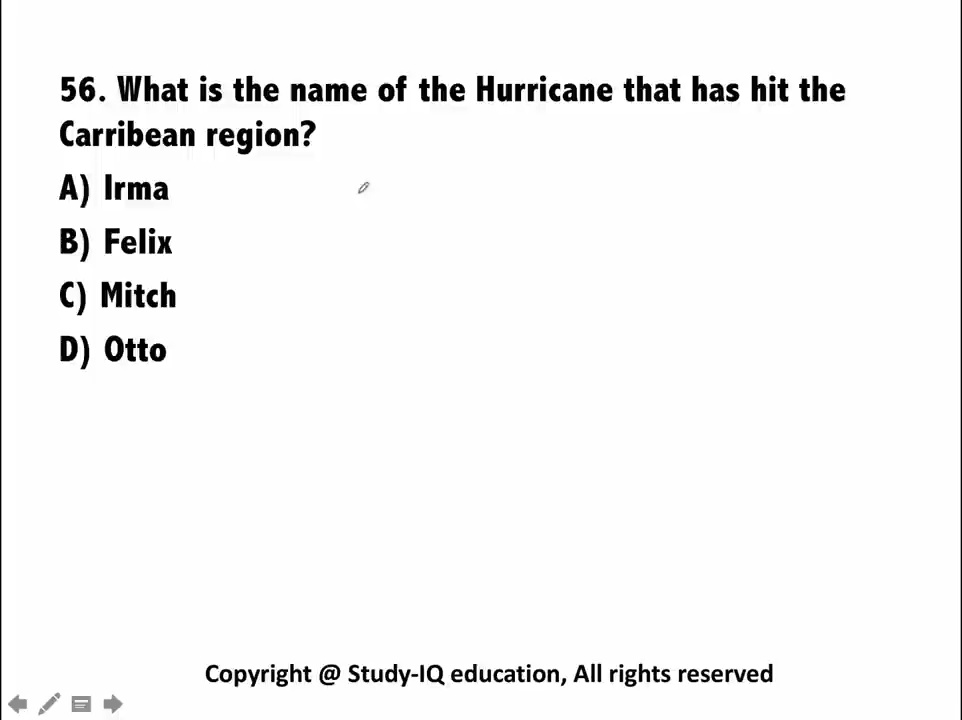 56. What is the name of the Hurricane that has hit the
Carribean region?
A) Irma
B) Felix
C) Mitch
D) Otto
Copyright @ Study-IQ education, All rights reserved